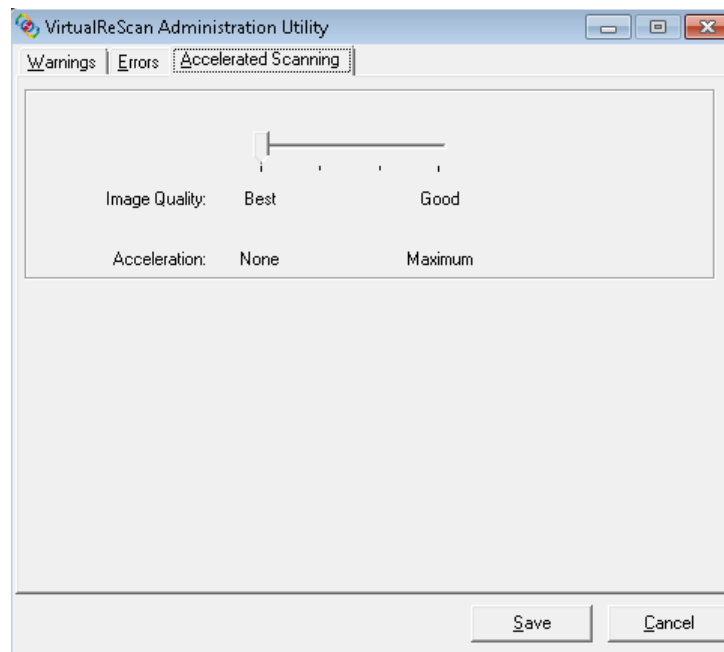 VirtualReScan Administration Utility
Warnings Errors Accelerated Scanning
Image Quality: Best Good
Acceleration: None Maximum
Save Cancel